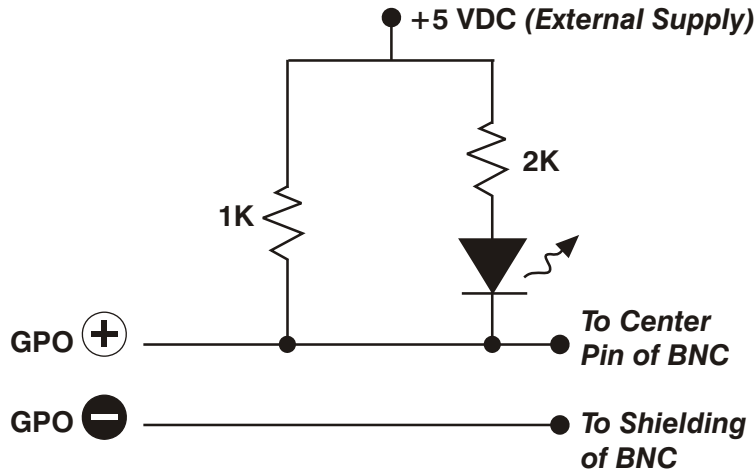 +5 VDC (External Supply)
2K
1K
GPO +
To Center
Pin of BNC
GPO −
To Shielding
of BNC